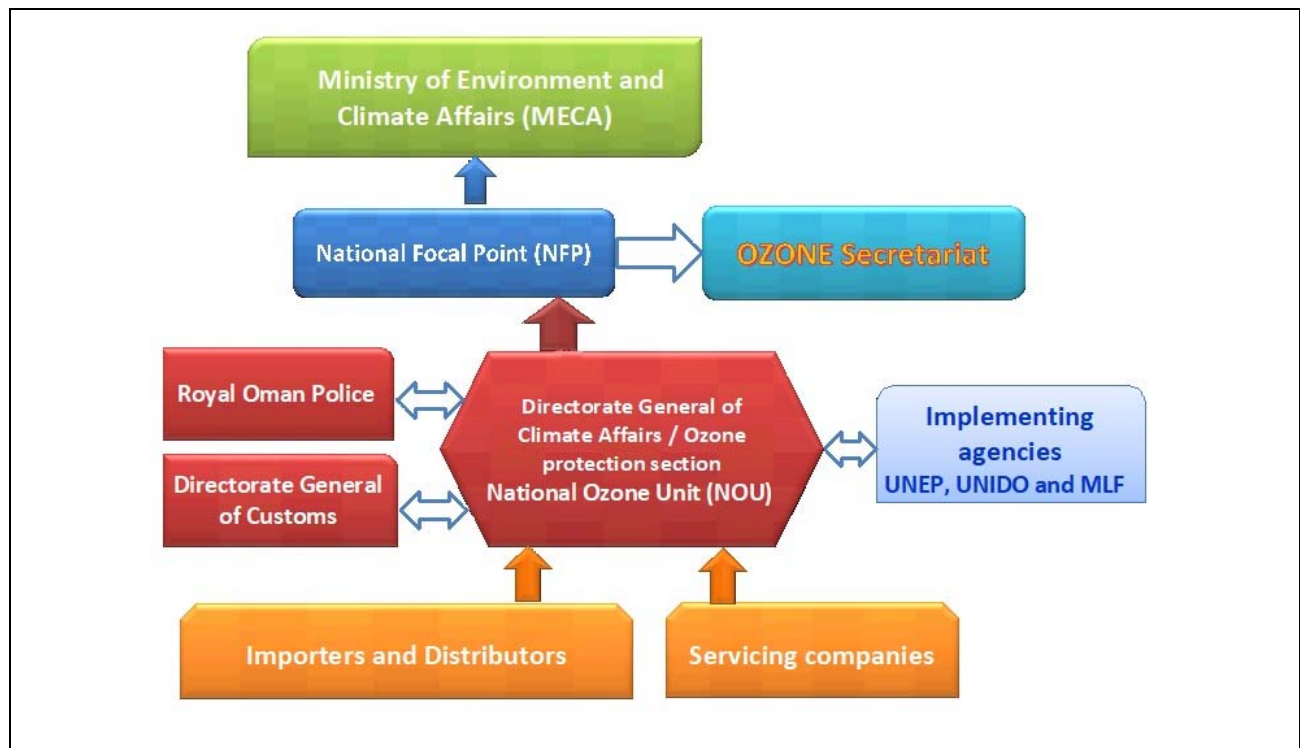 Ministry of Environment and
Climate Affairs (MECA)
National Focal Point (NFP)
OZONE Secretariat
Royal Oman Police
Directorate General
of Customs
Directorate General of
Climate Affairs / Ozone
protection section
National Ozone Unit (NOU)
Implementing
agencies
UNEP, UNIDO and MLF
Importers and Distributors
Servicing companies